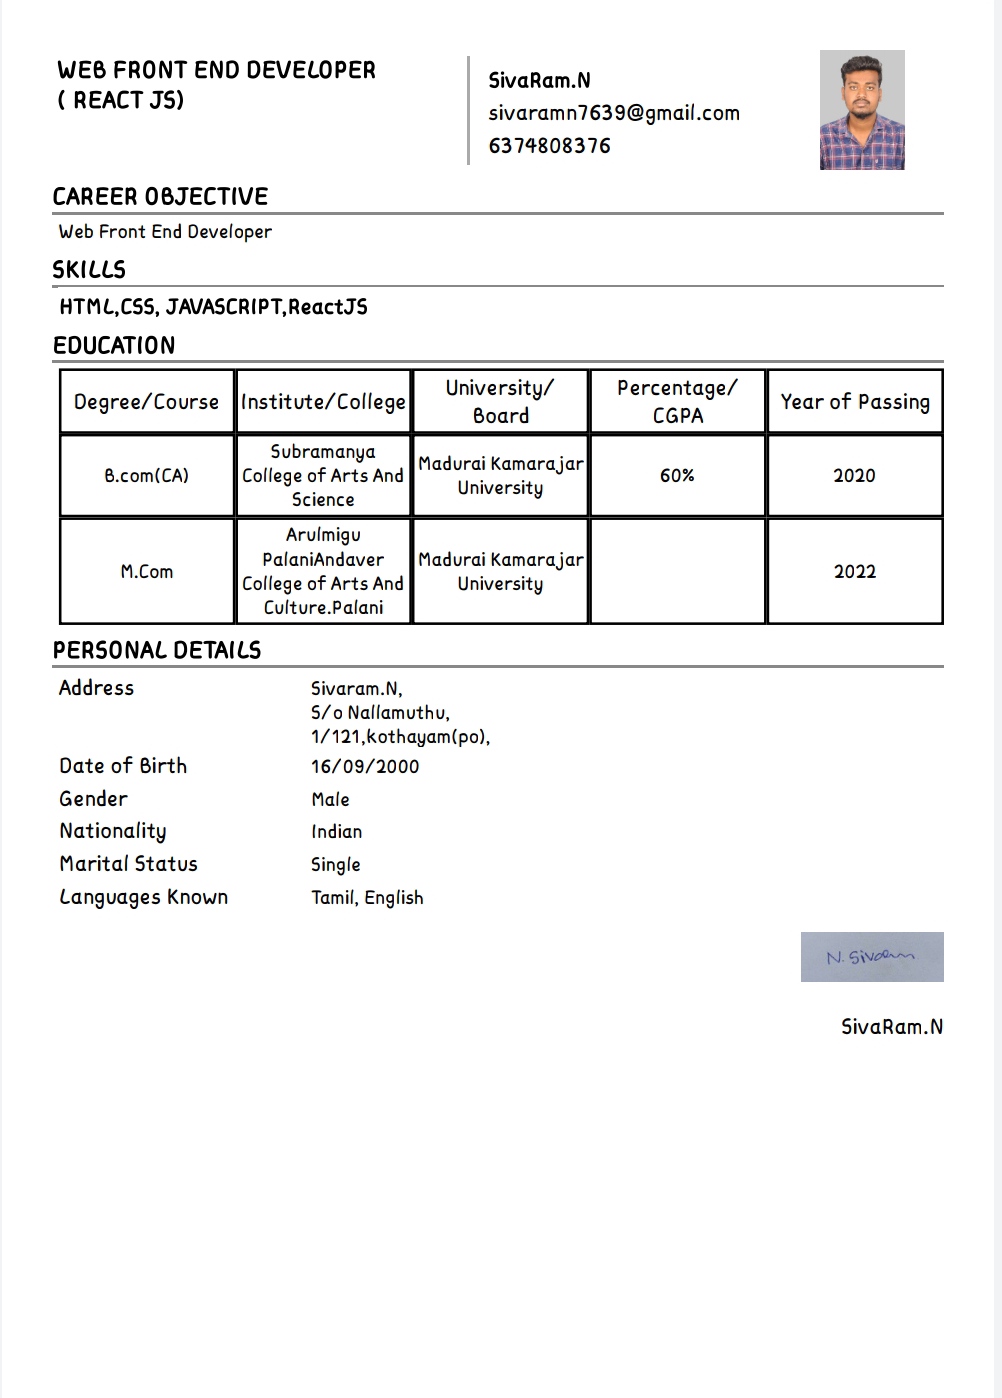 WEB FRONT END DEVELOPER
( REACT JS)
SivaRam.N
sivaramn7639@gmail.com
6374808376
CAREER OBJECTIVE
Web Front End Developer
SKILLS
HTML,CSS, JAVASCRIPT,ReactJS
EDUCATION
Degree/Course Institute/College University/ Board Percentage/ CGPA Year of Passing
B.com(CA) Subramanya College of Arts And Science Madurai Kamarajar University 60% 2020
M.Com Arulmigu PalaniAndaver College of Arts And Culture.Palani Madurai Kamarajar University 2022
PERSONAL DETAILS
Address Sivaram.N,
S/o Nallamuthu,
1/121,kothayam(po),
Date of Birth 16/09/2000
Gender Male
Nationality Indian
Marital Status Single
Languages Known Tamil, English
N. Sivaram
SivaRam.N